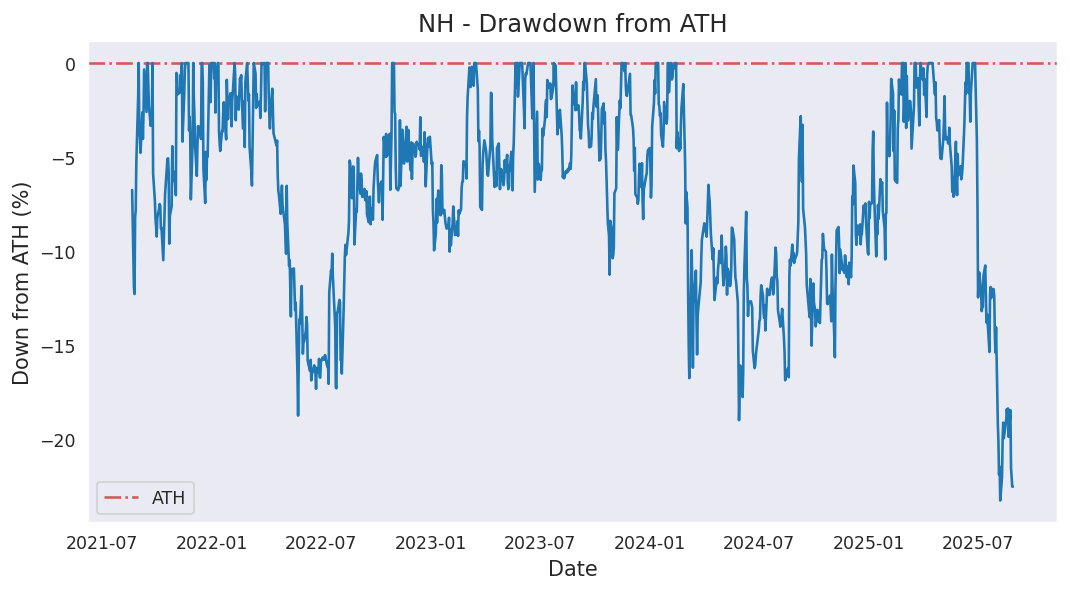 NH - Drawdown from ATH
Down from ATH (%)
0
−5
−10
−15
−20
ATH
2021-07 2022-01 2022-07 2023-01 2023-07 2024-01 2024-07 2025-01 2025-07
Date